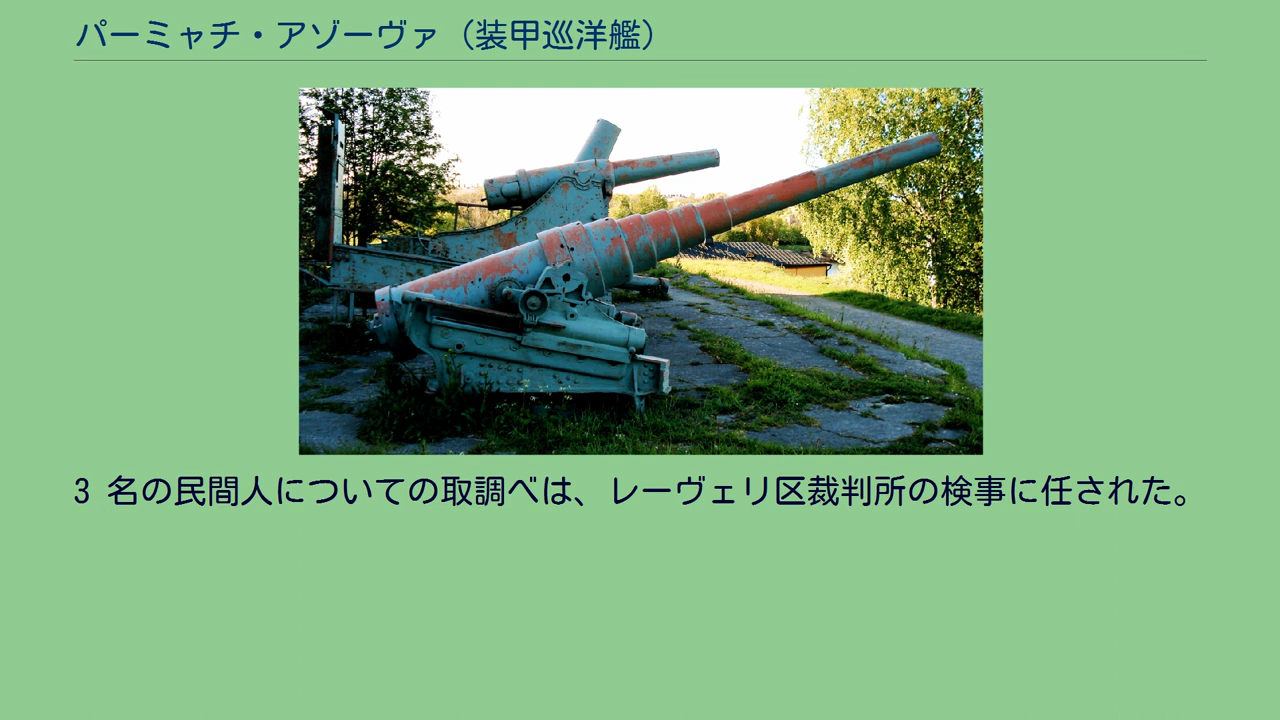 パーミャチ・アゾーヴァ（装甲巡洋艦）
3 名の民間人についての取調べは、レーヴェリ区裁判所の検事に任された。